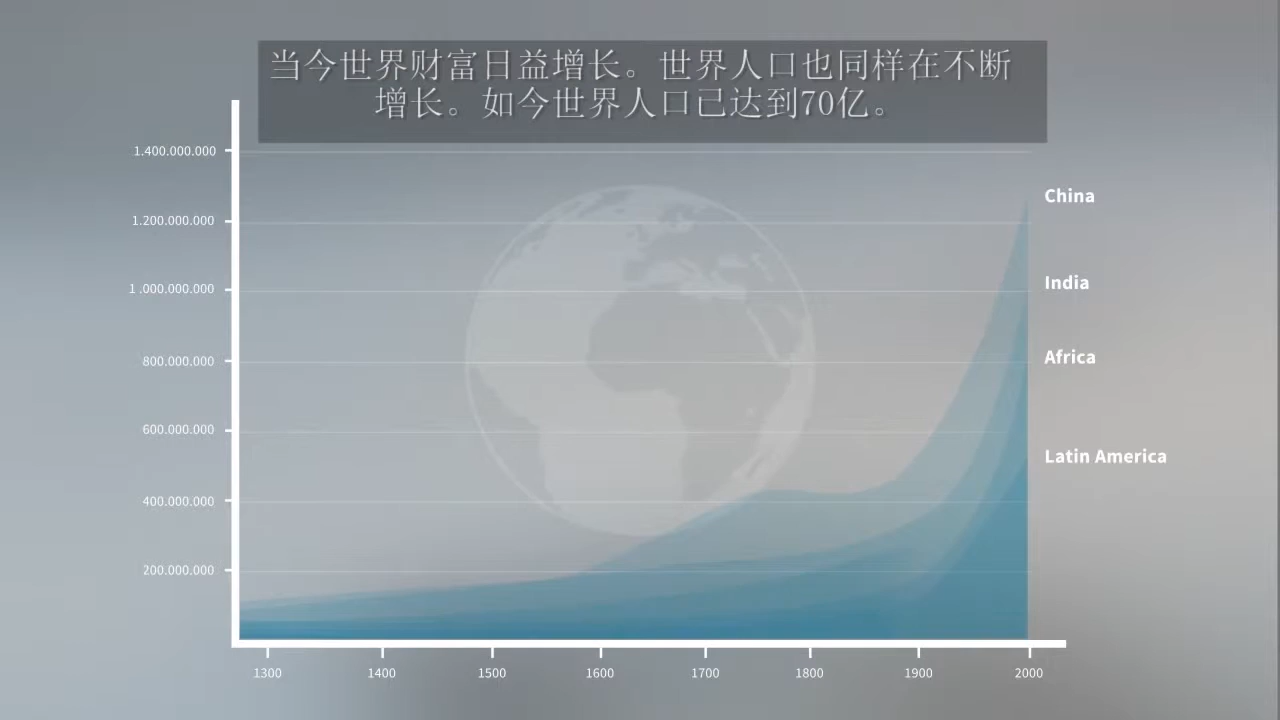 当今世界财富日益增长。世界人口也同样在不断
增长。如今世界人口已达到70亿。
1.400.000.000
1.200.000.000
1 .000.000.000
800.000.000
600.000.000
400.000.000
200.000.000
China
India
Africa
Latin America
1300 1400 1500 1600 1700 1800 1900 2000